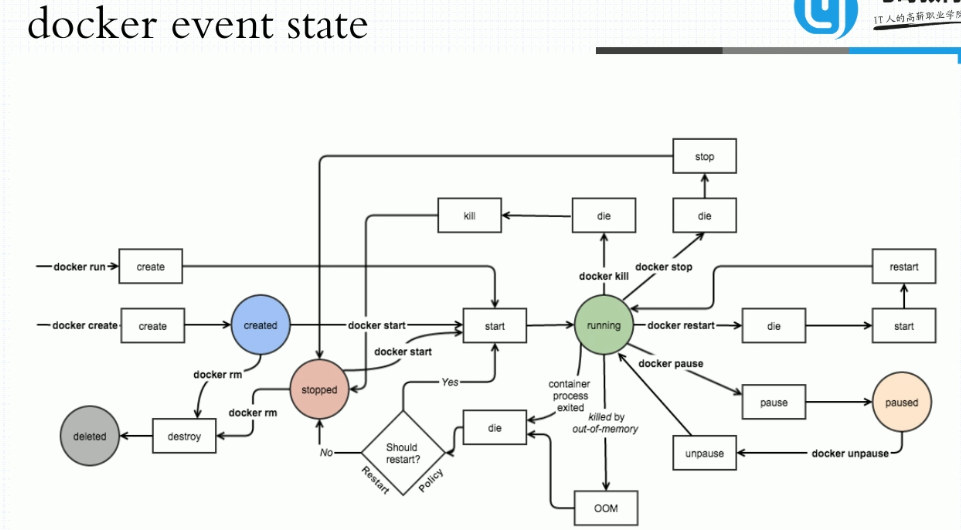 docker event state
IT人的高薪职业学院
stop
kill
die
die
docker kill
docker stop
docker run
create
restart
docker create
create
created
docker start
start
running
docker restart
die
start
docker start
docker pause
docker rm
stopped
Yes
container
process
exited
pause
paused
docker rm
killed by
out-of-memory
deleted
destroy
die
Should
restart?
Restart
Policy
No
unpause
docker unpause
OOM